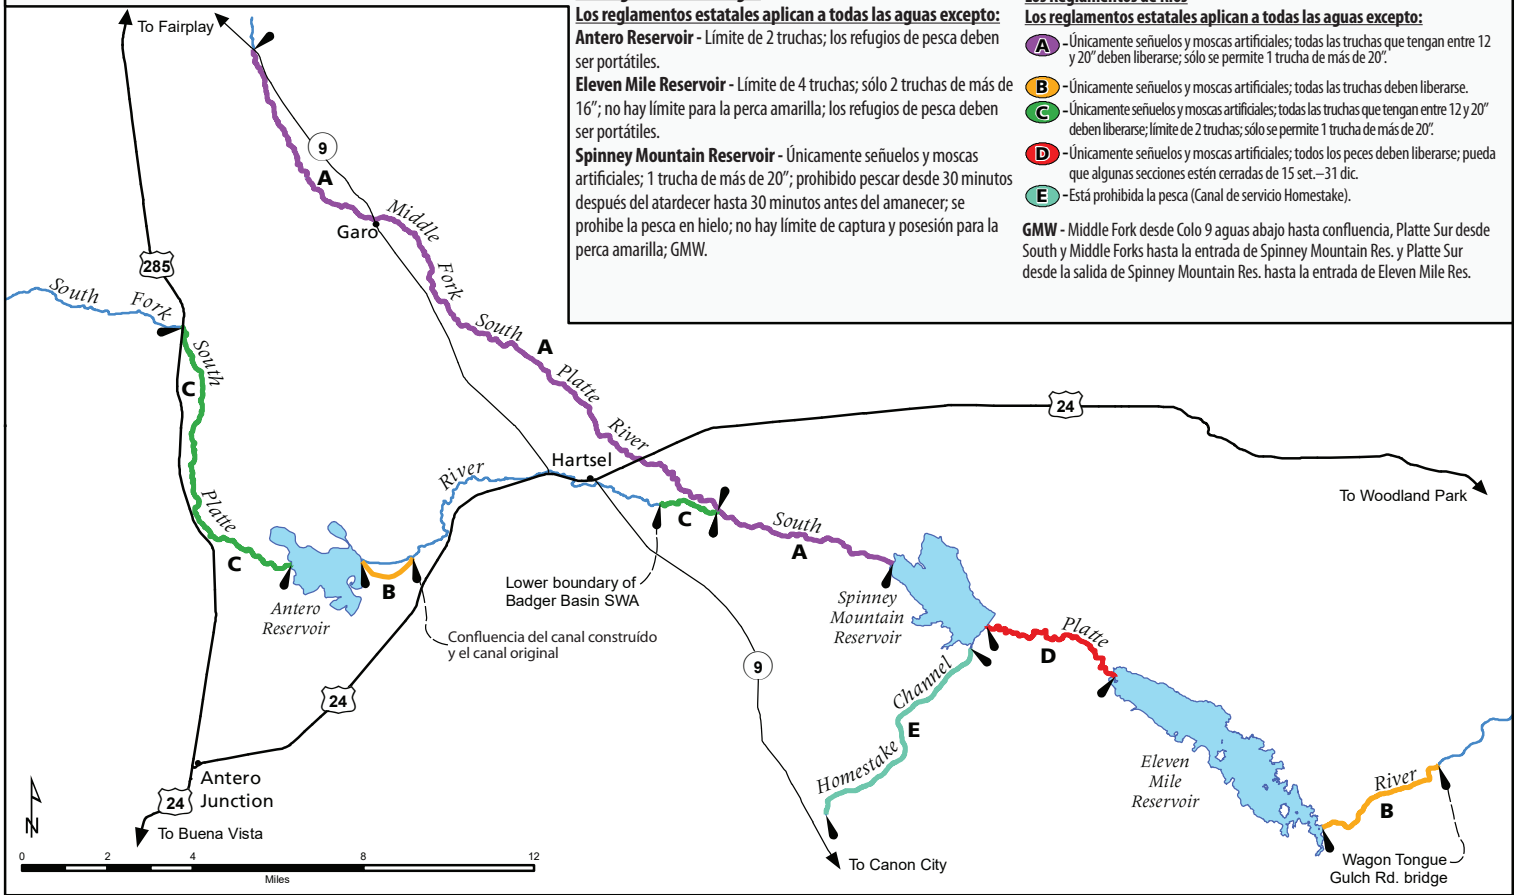 Los reglamentos estatales aplican a todas las aguas excepto:
Antero Reservoir - Límite de 2 truchas; los refugios de pesca deben
ser portátiles.
Eleven Mile Reservoir - Límite de 4 truchas; sólo 2 truchas de más de
16”; no hay límite para la perca amarilla; los refugios de pesca deben
ser portátiles.
Spinney Mountain Reservoir - Únicamente señuelos y moscas
artificiales; 1 trucha de más de 20”; prohibido pescar desde 30 minutos
después del atardecer hasta 30 minutos antes del amanecer; se
prohibe la pesca en hielo; no hay límite de captura y posesión para la
perca amarilla; GMW.
Los Reglamentos de Ríos
Los reglamentos estatales aplican a todas las aguas excepto:
A - Únicamente señuelos y moscas artificiales; todas las truchas que tengan entre 12
y 20” deben liberarse; sólo se permite 1 trucha de más de 20”.
B - Únicamente señuelos y moscas artificiales; todas las truchas deben liberarse.
C - Únicamente señuelos y moscas artificiales; todas las truchas que tengan entre 12 y 20”
deben liberarse; límite de 2 truchas; sólo se permite 1 trucha de más de 20”.
D - Únicamente señuelos y moscas artificiales; todos los peces deben liberarse; pueda
que algunas secciones estén cerradas de 15 set.–31 dic.
E - Está prohibida la pesca (Canal de servicio Homestake).
GMW - Middle Fork desde Colo 9 aguas abajo hasta confluencia, Platte Sur desde
South y Middle Forks hasta la entrada de Spinney Mountain Res. y Platte Sur
desde la salida de Spinney Mountain Res. hasta la entrada de Eleven Mile Res.
To Fairplay
9
A
Middle
Garo
Fork
285
South Fork
South
A
Platte
South
C
24
River
Hartsel
River
To Woodland Park
Platte
C
South
A
C
B
Lower boundary of
Badger Basin SWA
Spinney
Mountain
Reservoir
Antero
Reservoir
Platte
D
Confluencia del canal construído
y el canal original
9
Channel
24
E
Homestake
Eleven
Mile
Reservoir
River
B
Antero
Junction
24
To Buena Vista
N
To Canon City
Wagon Tongue
Gulch Rd. bridge
0 2 4 8 12
Miles